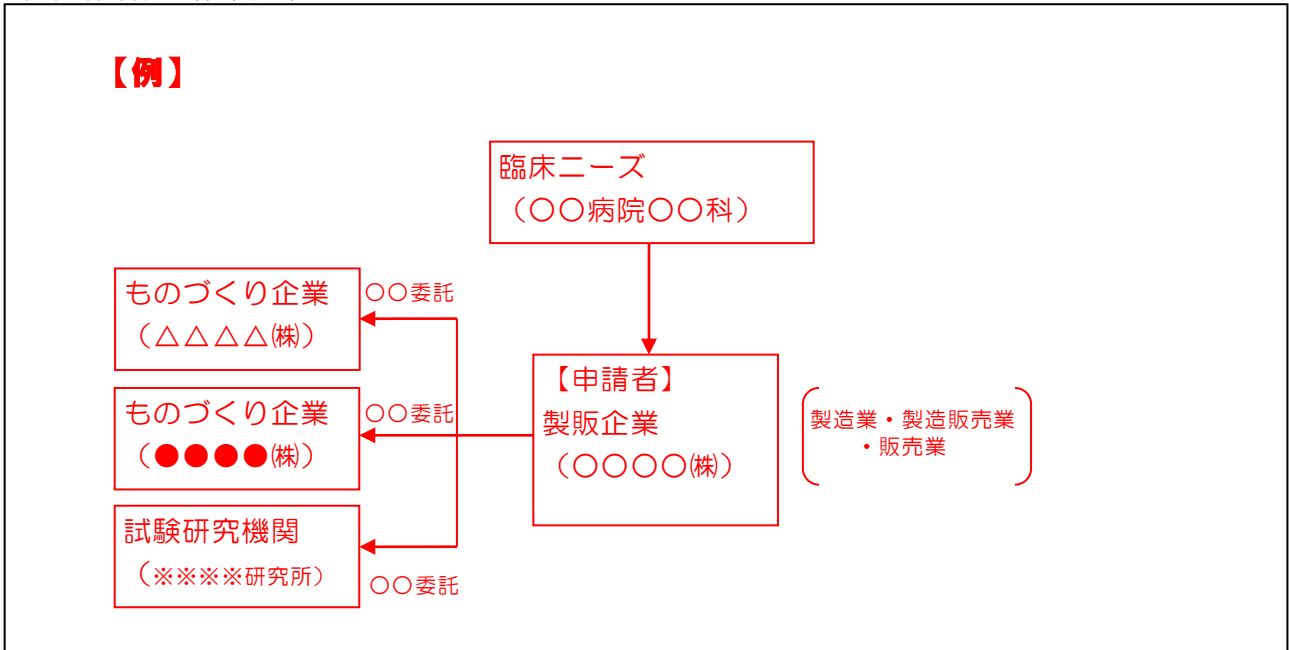 【例】
臨床ニーズ
（〇〇病院〇〇科）
ものづくり企業
（△△△△㈱）
〇〇委託
ものづくり企業
（●●●●㈱）
〇〇委託
試験研究機関
（※※※※研究所）
〇〇委託
【申請者】
製販企業
（〇〇〇〇㈱）
製造業・製造販売業
・販売業